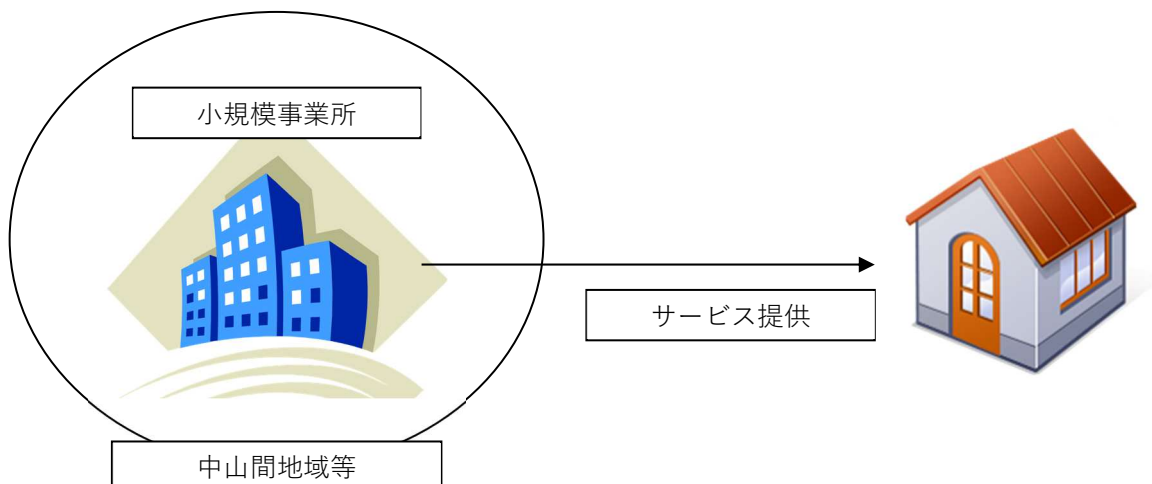 小規模事業所
サービス提供
中山間地域等